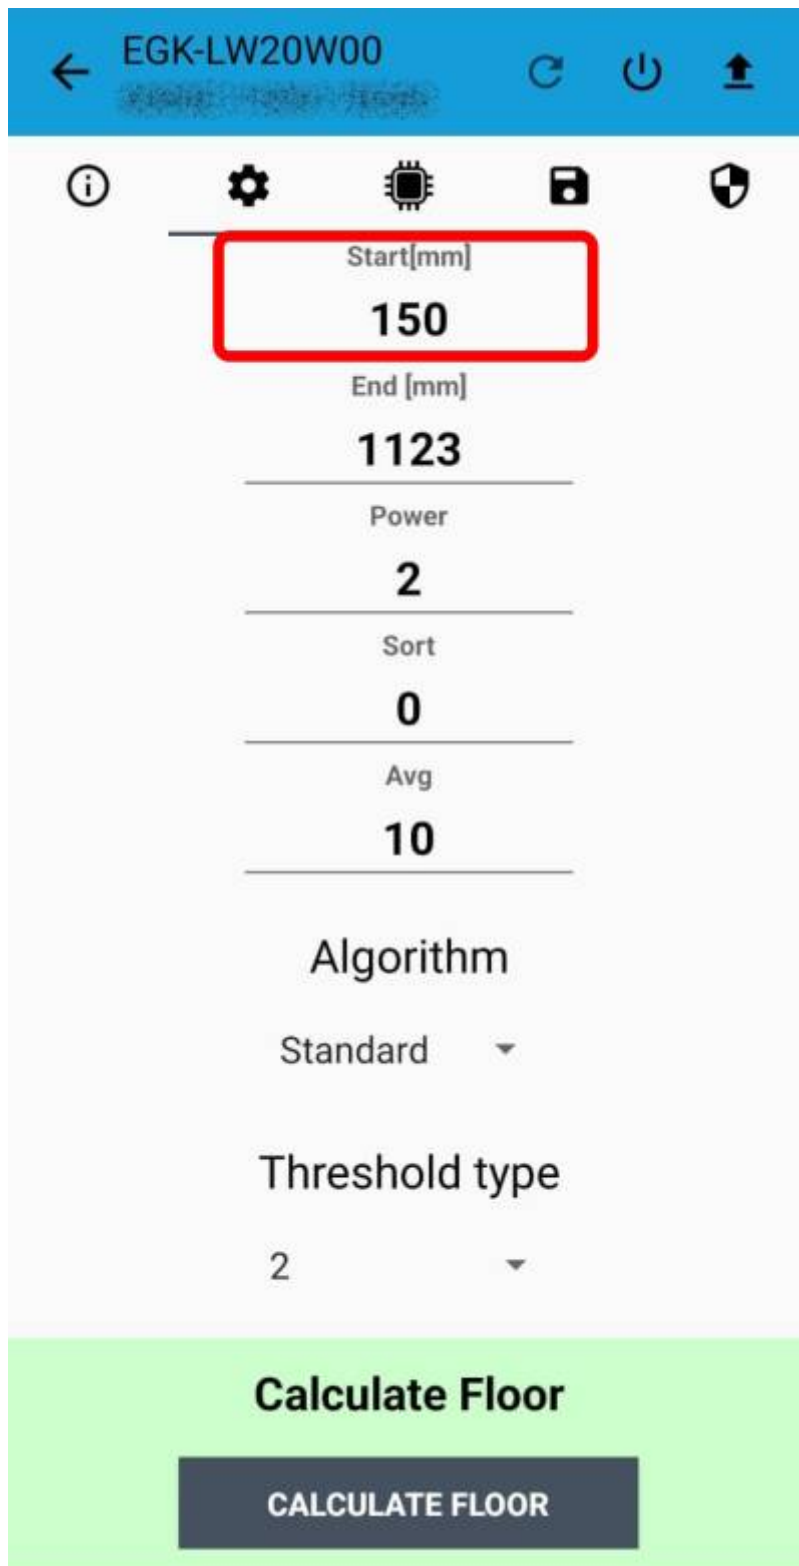 EGK-LW20W00
Start[mm]
150
End [mm]
1123
Power
2
Sort
0
Avg
10
Algorithm
Standard
Threshold type
2
Calculate Floor
CALCULATE FLOOR